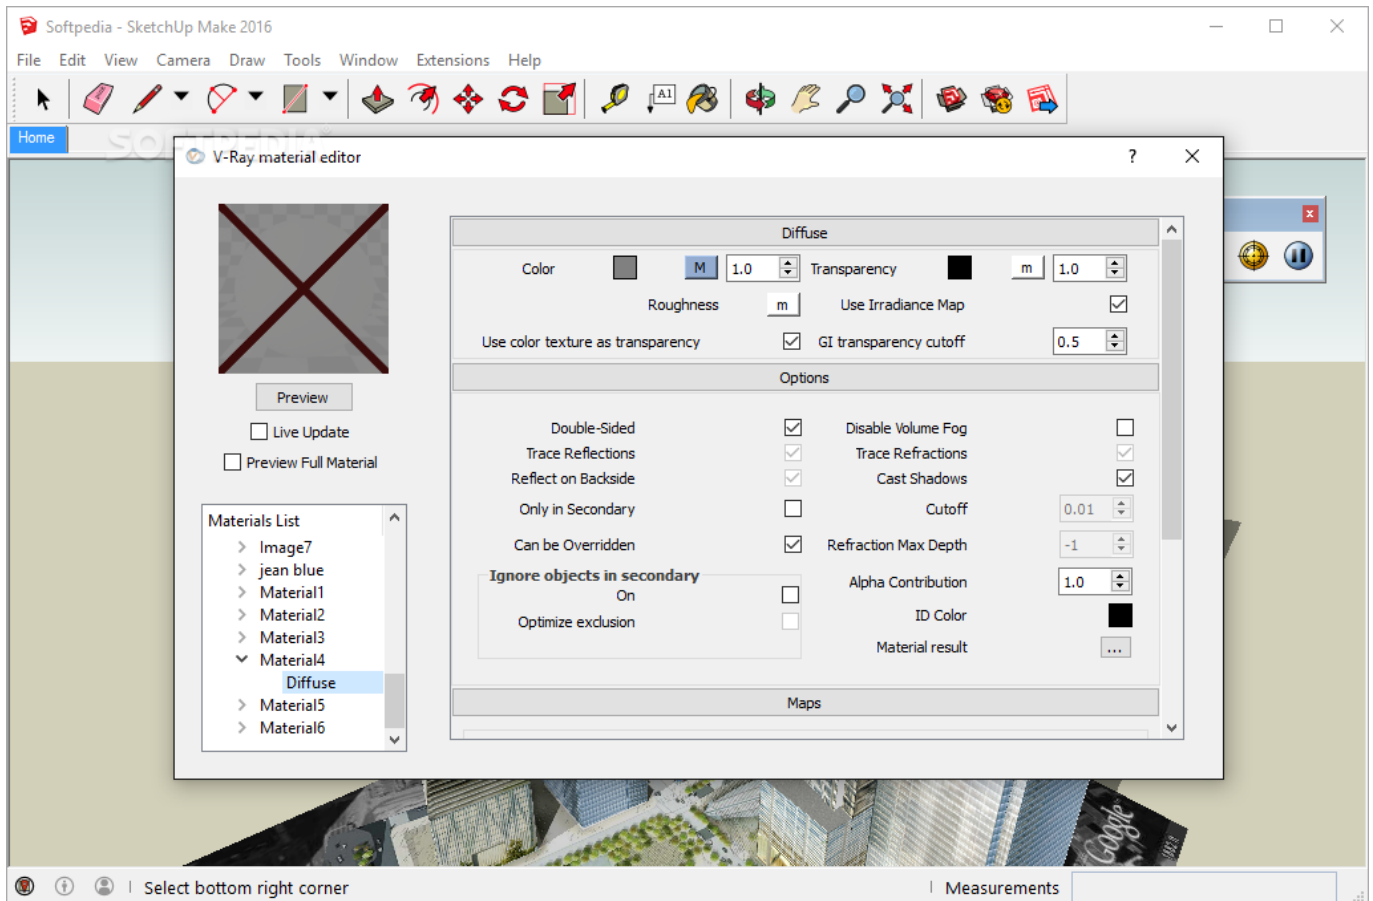 Softpedia - SketchUp Make 2016
File Edit View Camera Draw Tools Window Extensions Help
A1
Home
SOFTPEDIA
V-Ray material editor ?
Diffuse
Color M 1.0 Transparency m 1.0
Roughness m Use Irradiance Map
Use color texture as transparency GI transparency cutoff 0.5
Options
Preview
Live Update
Preview Full Material
Double-Sided Disable Volume Fog
Trace Reflections Trace Refractions
Reflect on Backside Cast Shadows
Only in Secondary Cutoff 0.01
Can be Overridden Refraction Max Depth -1
Ignore objects in secondary
On
Alpha Contribution 1.0
Optimize exclusion
ID Color
Material result ...
Maps
Materials List
Image7
jean blue
Material1
Material2
Material3
Material4
Diffuse
Material5
Material6
Google
Select bottom right corner
Measurements